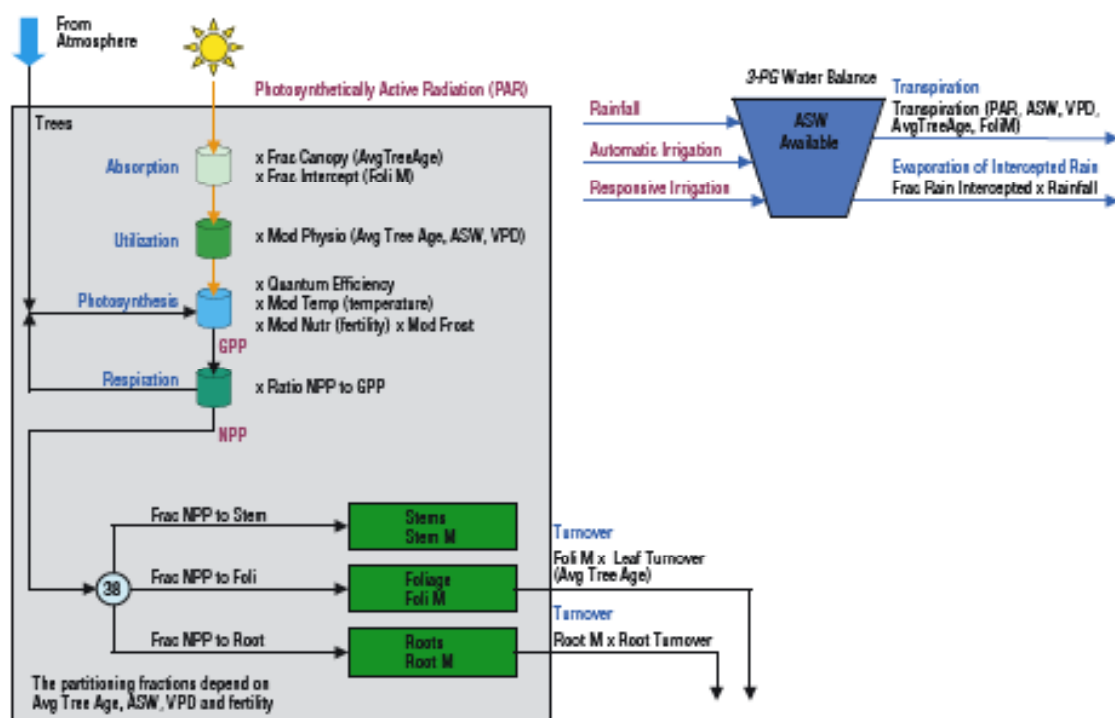 From
Atmosphere
Photosynthetically Active Radiation (PAR)
Trees
Absorption
x Frac Canopy (AvgTreeAge)
x Frac Intercept (Foli M)
Utilization
x Mod Physio (Avg Tree Age, ASW, VPD)
Photosynthesis
x Quantum Efficiency
x Mod Temp (temperature)
x Mod Nutr (fertility) x Mod Frost
GPP
Respiration
x Ratio NPP to GPP
NPP
Frac NPP to Stem
Stems
Stem M
38
Frac NPP to Foli
Foliage
Foli M
Frac NPP to Root
Roots
Root M
Turnover
Foli M x Leaf Turnover
(Avg Tree Age)
Turnover
Root M x Root Turnover
The partitioning fractions depend on
Avg Tree Age, ASW, VPD and fertility
3-PG Water Balance
Rainfall
Automatic Irrigation
Responsive Irrigation
ASW
Available
Transpiration
Transpiration (PAR, ASW, VPD,
AvgTreeAge, FoliM)
Evaporation of Intercepted Rain
Frac Rain Intercepted x Rainfall